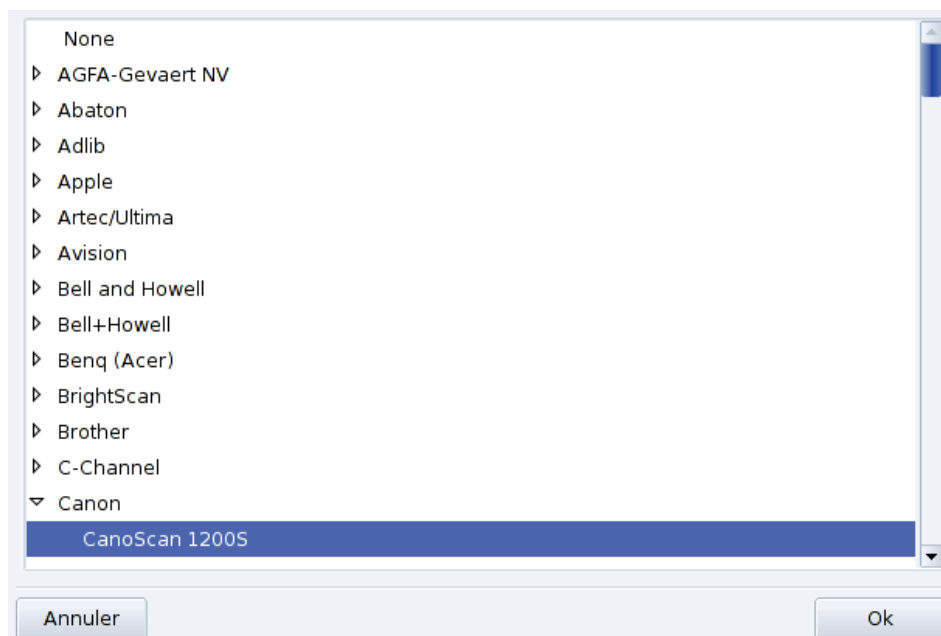 None
AGFA-Gevaert NV
Abaton
Adlib
Apple
Artec/Ultima
Avision
Bell and Howell
Bell+Howell
Benq (Acer)
BrightScan
Brother
C-Channel
Canon
CanoScan 1200S
Annuler Ok